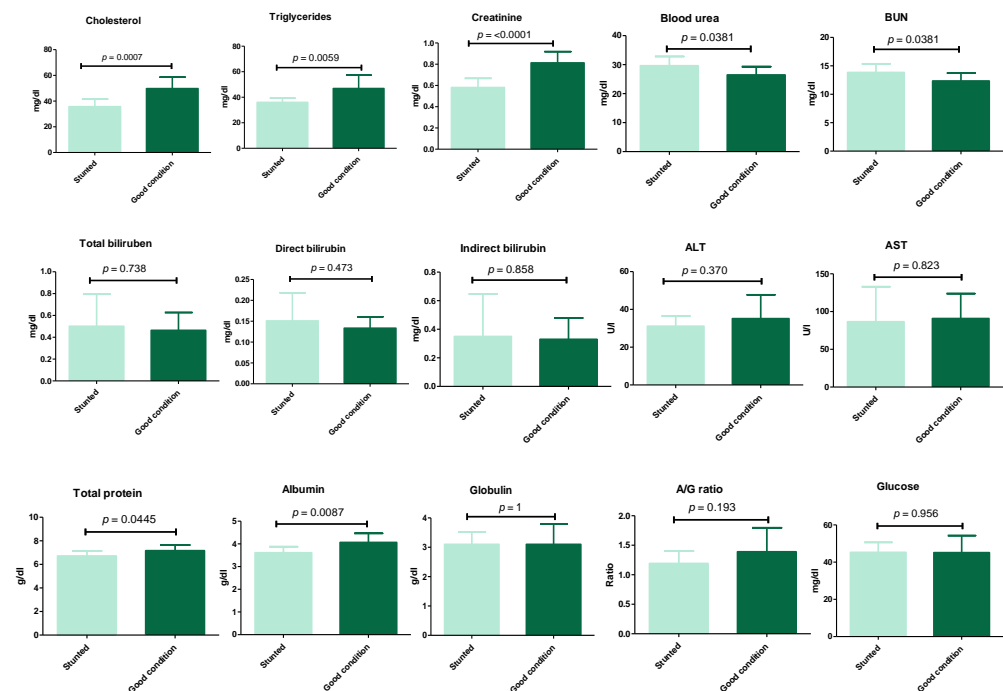 Cholesterol
p = 0.0007
mg/dl
80
60
40
20
0
Stunted
Good condition
Triglycerides
p = 0.0059
mg/dl
80
60
40
20
0
Stunted
Good condition
Creatinine
p = <0.0001
mg/dl
1.0
0.8
0.6
0.4
0.2
0.0
Stunted
Good condition
Blood urea
p = 0.0381
mg/dl
40
30
20
10
0
Stunted
Good condition
BUN
p = 0.0381
mg/dl
20
15
10
5
0
Stunted
Good condition
Total biliruben
p = 0.738
mg/dl
1.0
0.8
0.6
0.4
0.2
0.0
Stunted
Good condition
Direct bilirubin
p = 0.473
mg/dl
0.25
0.20
0.15
0.10
0.05
0.00
Stunted
Good condition
Indirect bilirubin
p = 0.858
mg/dl
0.8
0.6
0.4
0.2
0.0
Stunted
Good condition
ALT
p = 0.370
U/l
60
40
20
0
Stunted
Good condition
AST
p = 0.823
U/l
150
100
50
0
Stunted
Good condition
Total protein
p = 0.0445
g/dl
10
8
6
4
2
0
Stunted
Good condition
Albumin
p = 0.0087
g/dl
5
4
3
2
1
0
Stunted
Good condition
Globulin
p = 1
g/dl
4
3
2
1
0
Stunted
Good condition
A/G ratio
p = 0.193
Ratio
2.0
1.5
1.0
0.5
0.0
Stunted
Good condition
Glucose
p = 0.956
mg/dl
60
40
20
0
Stunted
Good condition